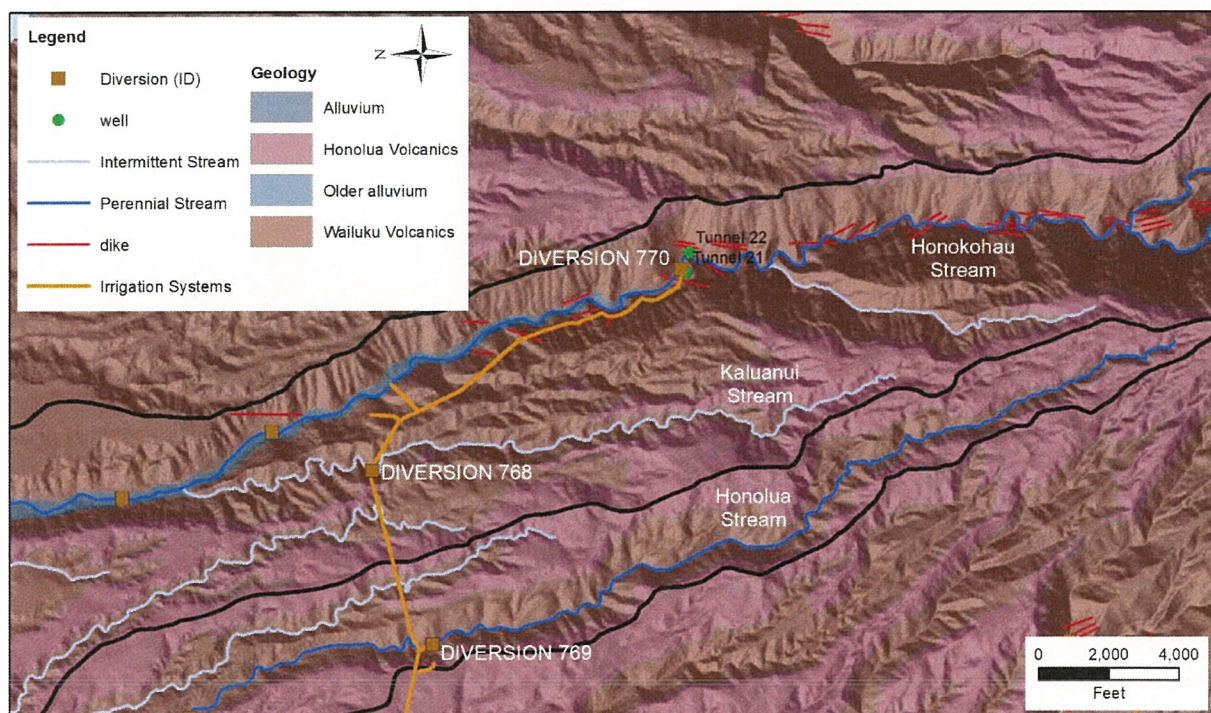 Legend
Diversion (ID)
well
Intermittent Stream
Perennial Stream
dike
Irrigation Systems
Geology
Alluvium
Honolua Volcanics
Older alluvium
Wailuku Volcanics
N
Tunnel 22
DIVERSION 770
Tunnel 21
Honokohau
Stream
Kaluanui
Stream
DIVERSION 768
Honolua
Stream
DIVERSION 769
0 2,000 4,000
Feet